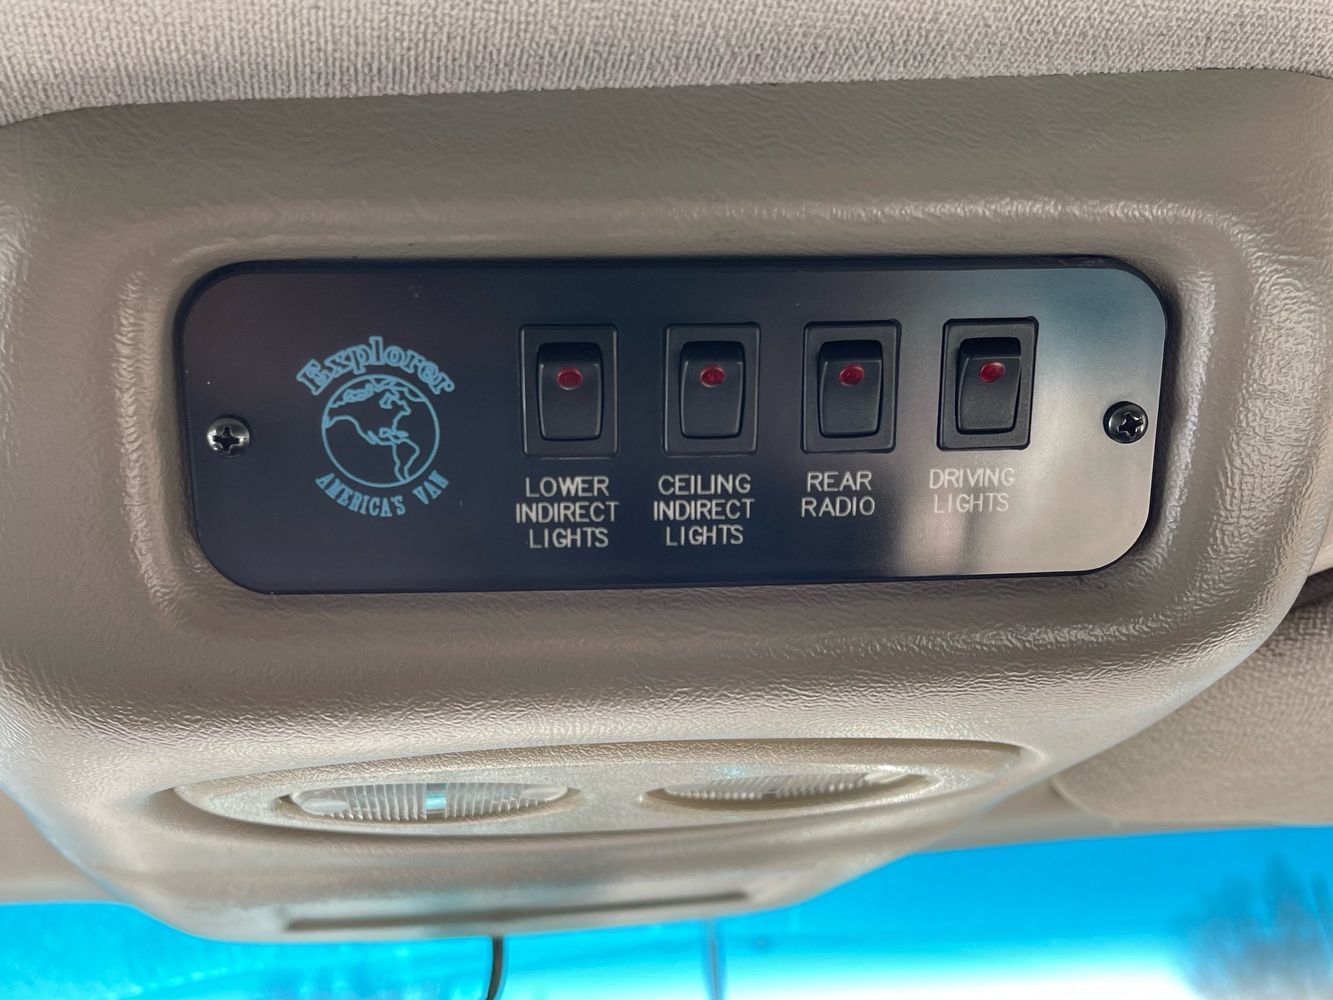 Explorer
AMERICA'S VAN
LOWER
INDIRECT
LIGHTS
CEILING
INDIRECT
LIGHTS
REAR
RADIO
DRIVING
LIGHTS